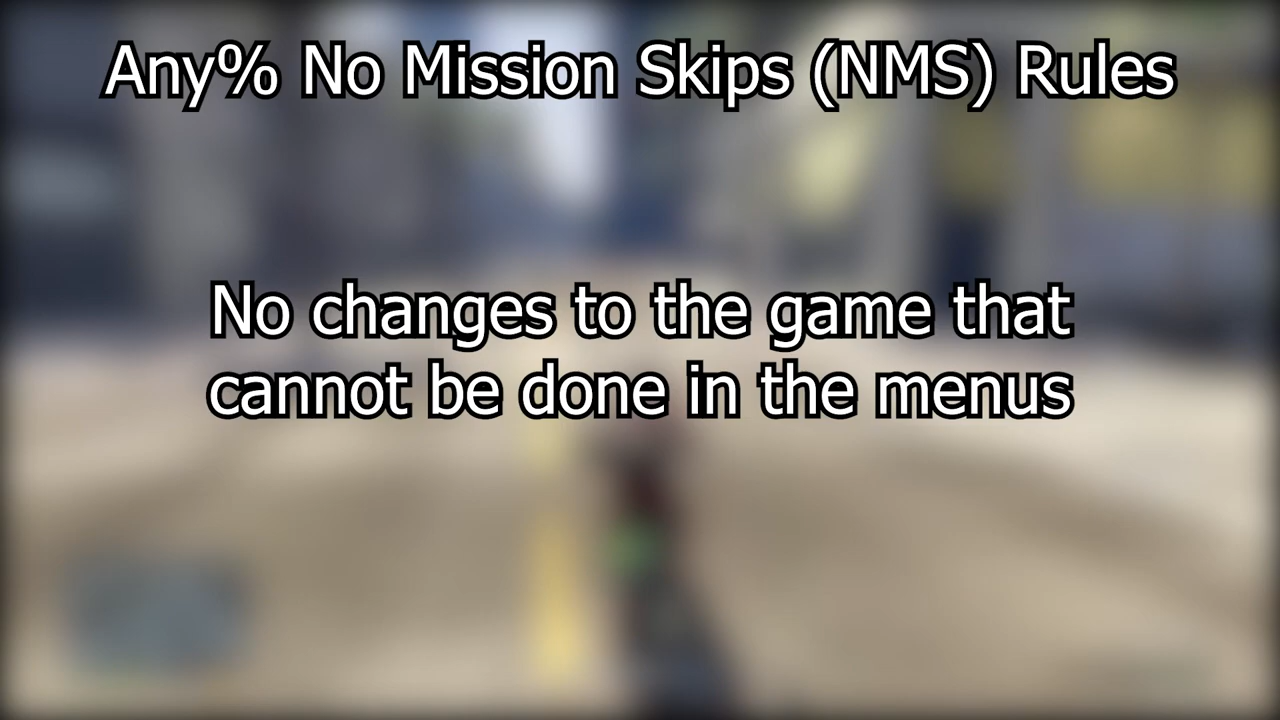 Any% No Mission Skips (NMS) Rules
No changes to the game that
cannot be done in the menus